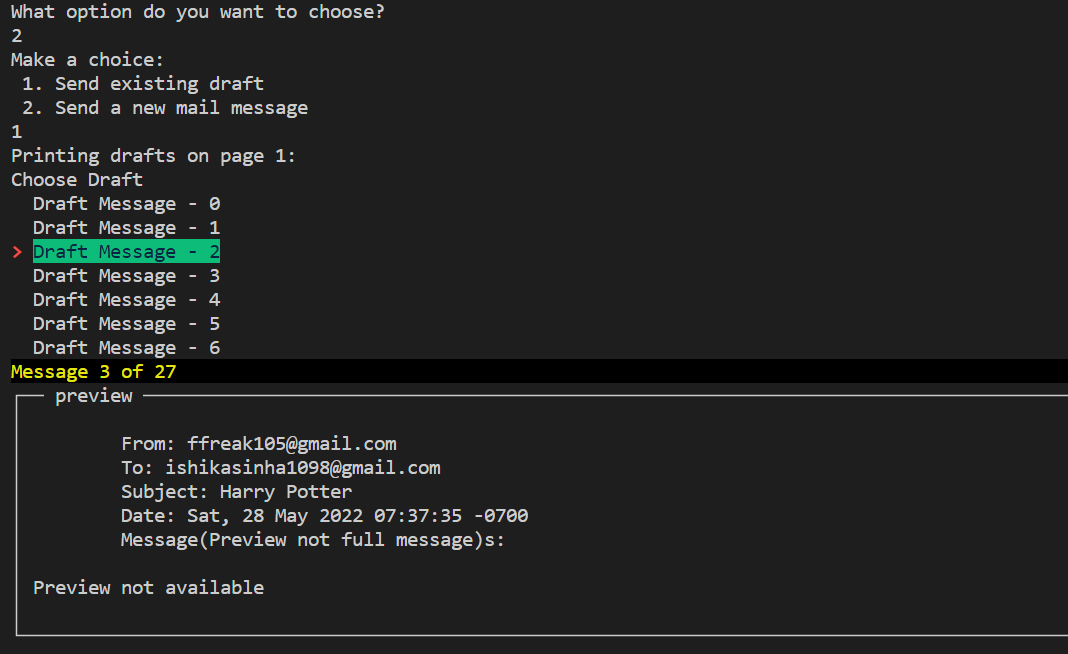 What option do you want to choose?
2
Make a choice:
1. Send existing draft
2. Send a new mail message
1
Printing drafts on page 1:
Choose Draft
Draft Message - 0
Draft Message - 1
> Draft Message - 2
Draft Message - 3
Draft Message - 4
Draft Message - 5
Draft Message - 6
Message 3 of 27
preview
From: ffreak105@gmail.com
To: ishikasinha1098@gmail.com
Subject: Harry Potter
Date: Sat, 28 May 2022 07:37:35 -0700
Message(Preview not full message)s:
Preview not available